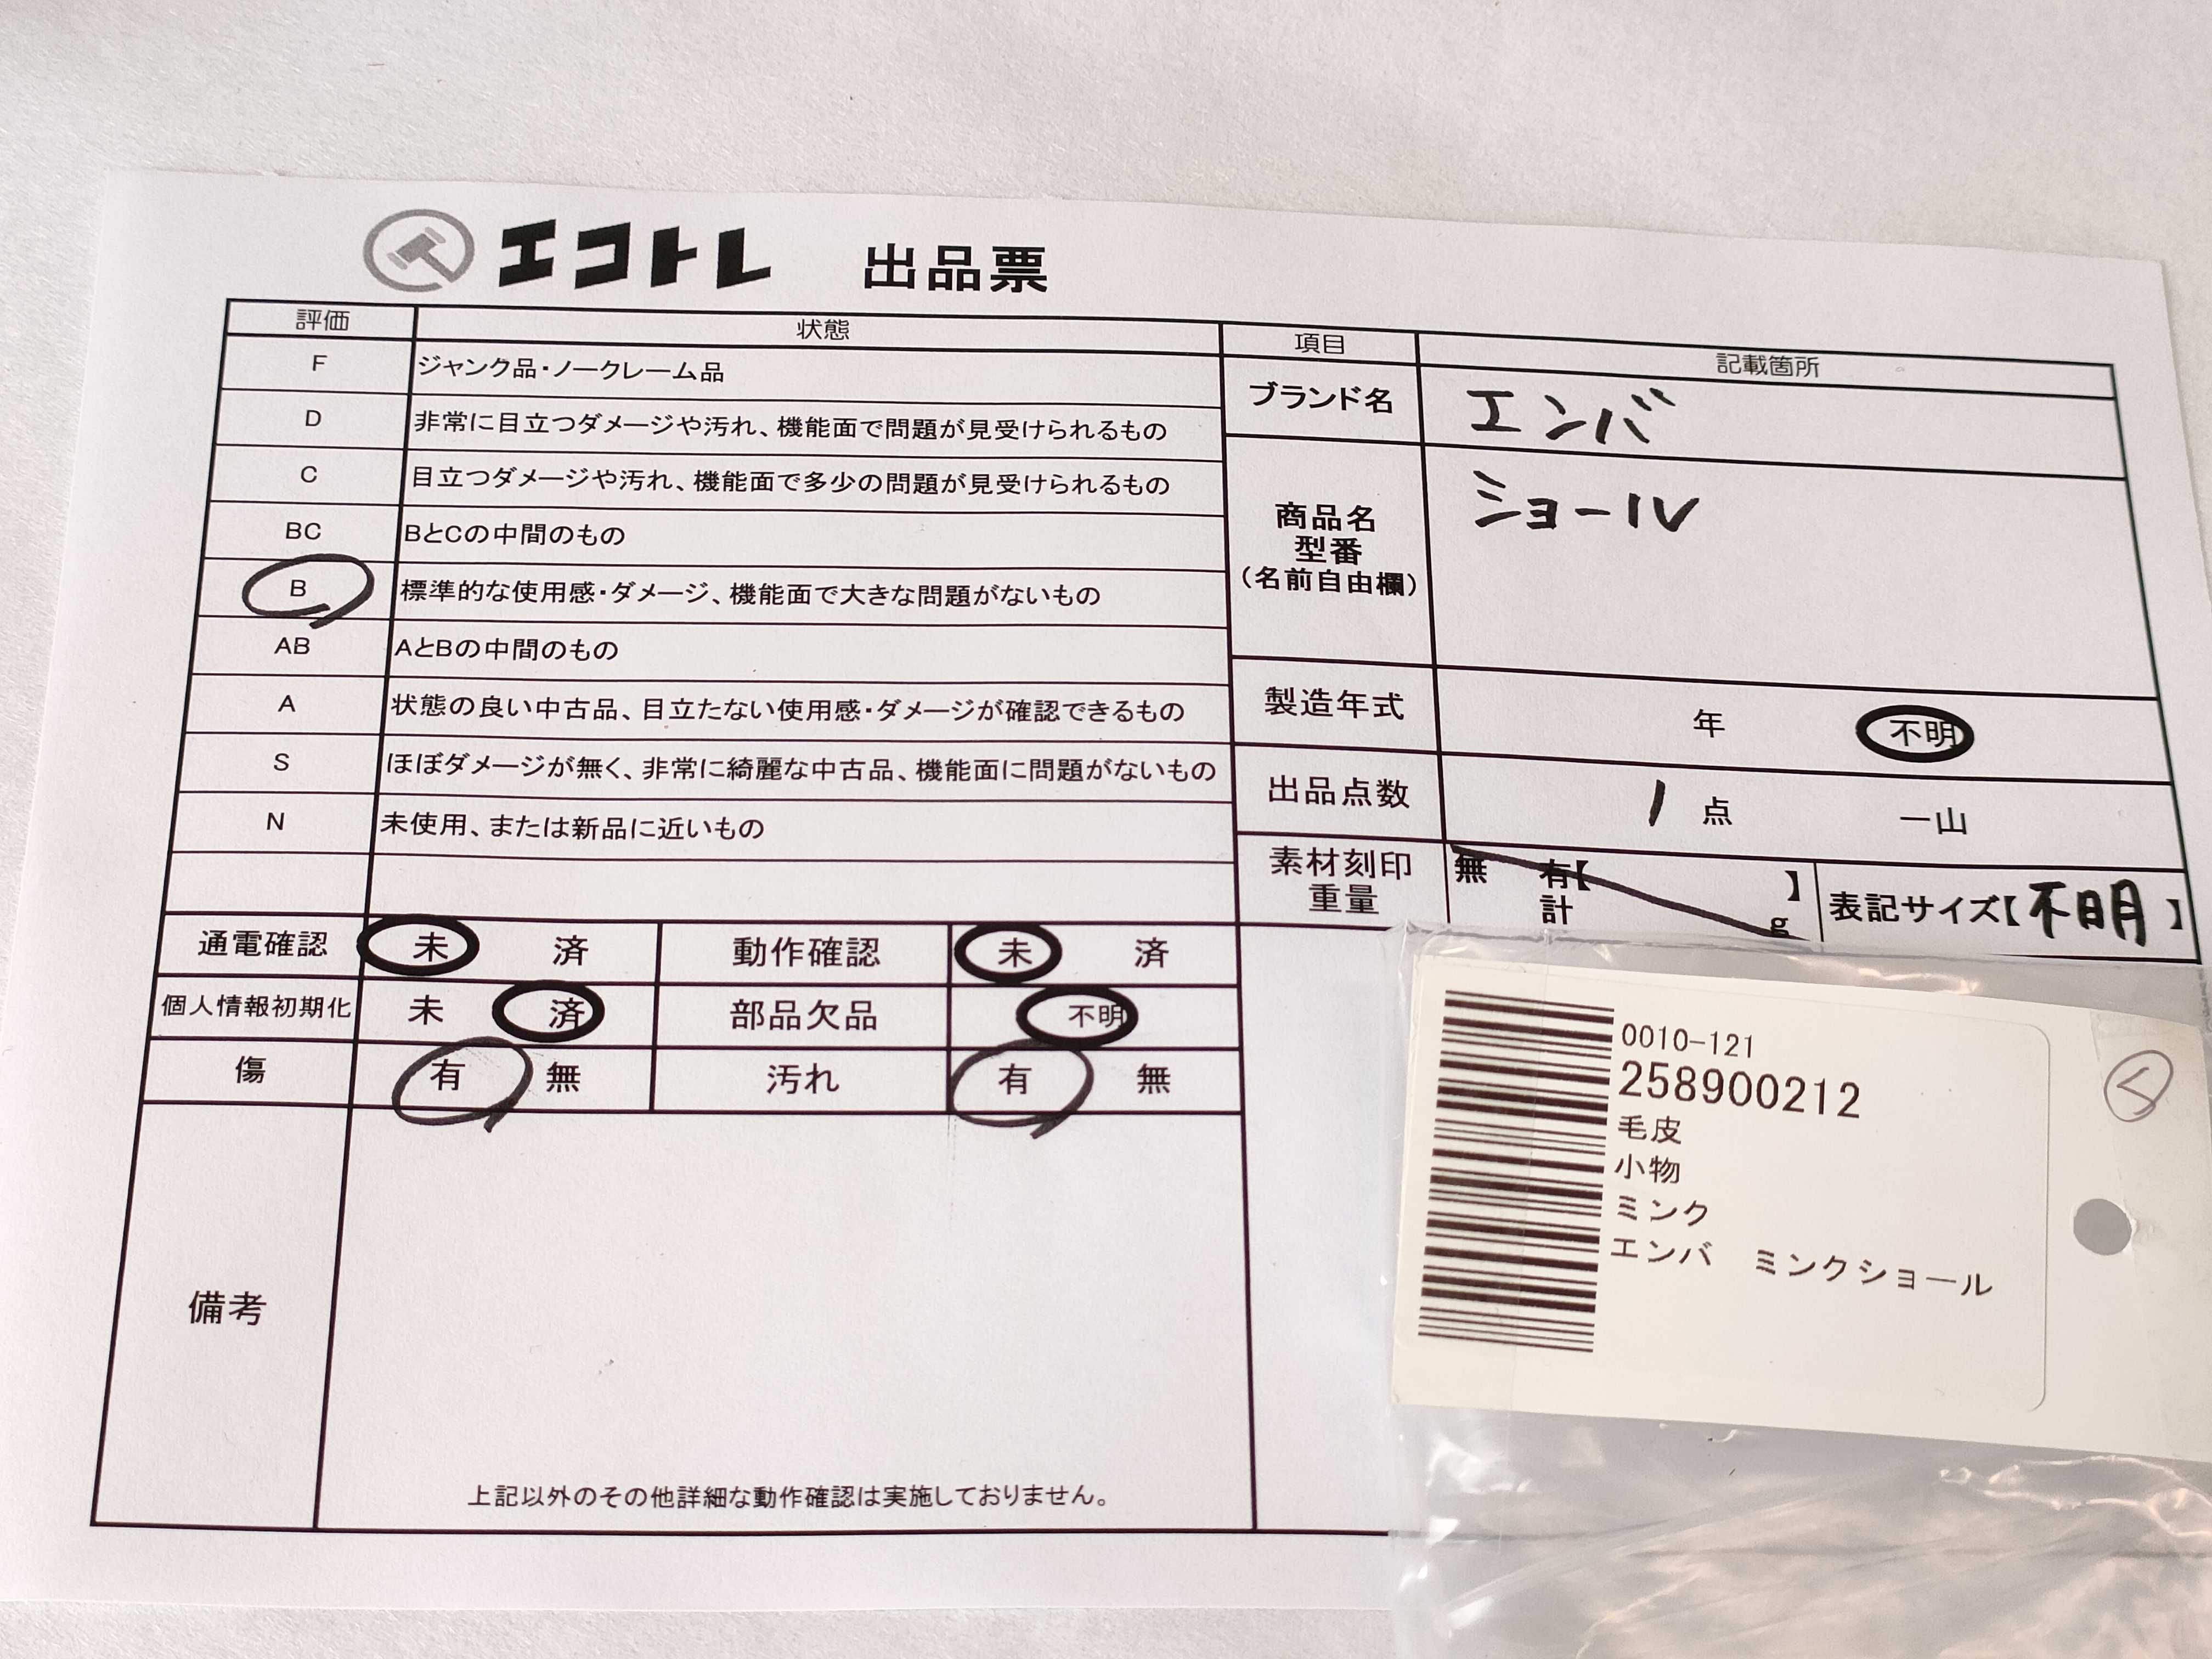 エコトレ 出品票
評価 状態
F ジャンク品・ノークレーム品
D 非常に目立つダメージや汚れ、機能面で問題が見受けられるもの
C 目立つダメージや汚れ、機能面で多少の問題が見受けられるもの
BC BとCの中間のもの
B 標準的な使用感・ダメージ、機能面で大きな問題がないもの
AB AとBの中間のもの
A 状態の良い中古品、目立たない使用感・ダメージが確認できるもの
S ほぼダメージが無く、非常に綺麗な中古品、機能面に問題がないもの
N 未使用、または新品に近いもの
通電確認 未 済 動作確認 未 済
個人情報初期化 未 済 部品欠品 不明
傷 有 無 汚れ 有 無
備考
上記以外のその他詳細な動作確認は実施しておりません。
項目 記載箇所
ブランド名 エンバ
商品名 ショール
型番
(名前自由欄)
製造年式 年 不明
出品点数 1 点 一山
素材刻印 無 有【 】 表記サイズ【不明】
重量 計 g
0010-121
258900212
毛皮
小物
ミンク
エンバ ミンクショール